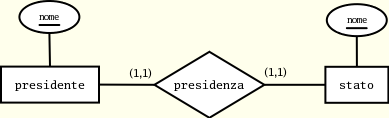 nome
nome
(1,1)
(1,1)
presidente
presidenza
stato